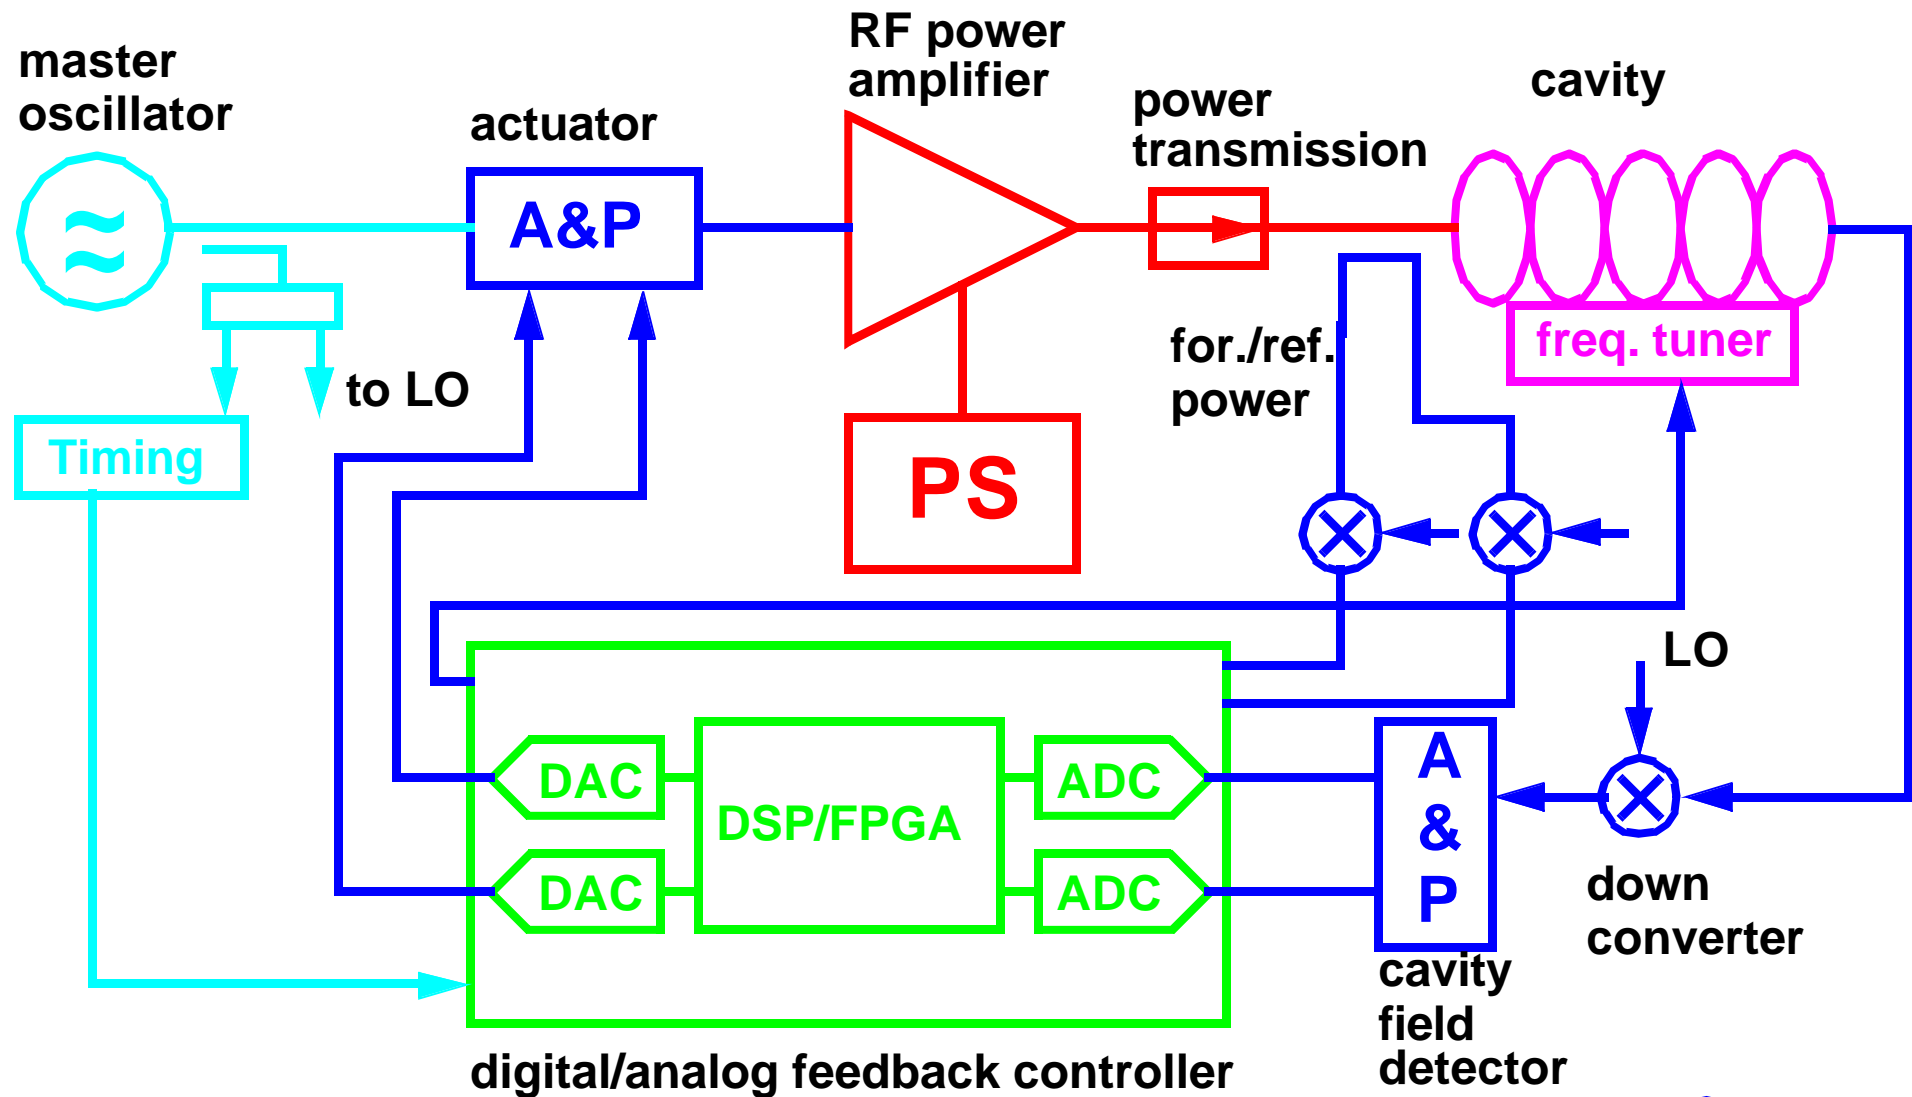 master
oscillator
actuator
A&P
RF power
amplifier
power
transmission
cavity
freq. tuner
to LO
Timing
PS
for./ref.
power
LO
DAC
DAC
DSP/FPGA
ADC
ADC
A
&
P
down
converter
cavity
field
detector
digital/analog feedback controller